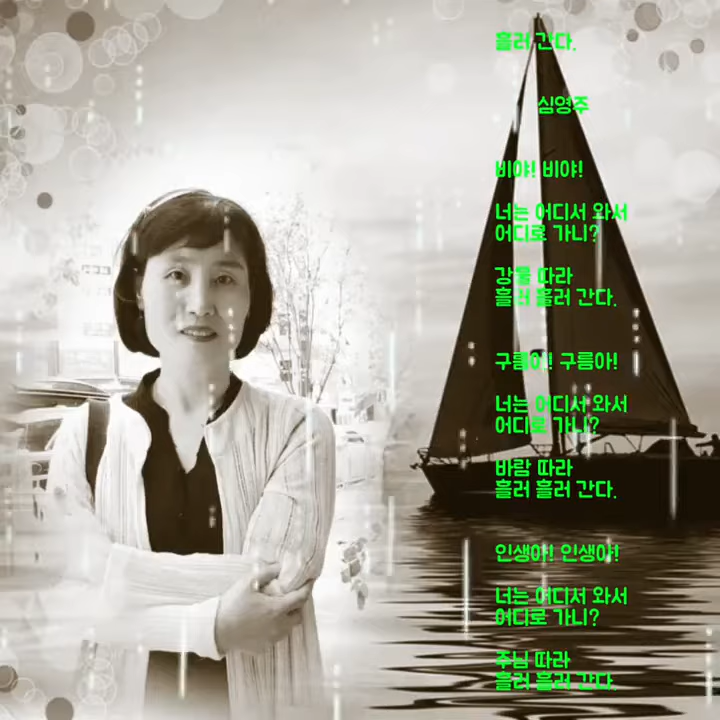 흘러 간다.
심영주
비야! 비야!
너는 어디서 와서
어디로 가니?
강물 따라
흘러 흘러 간다.
구름아! 구름아!
너는 어디서 와서
어디로 가니?
바람 따라
흘러 흘러 간다.
인생아! 인생아!
너는 어디서 와서
어디로 가니?
주님 따라
흘러 흘러 간다.